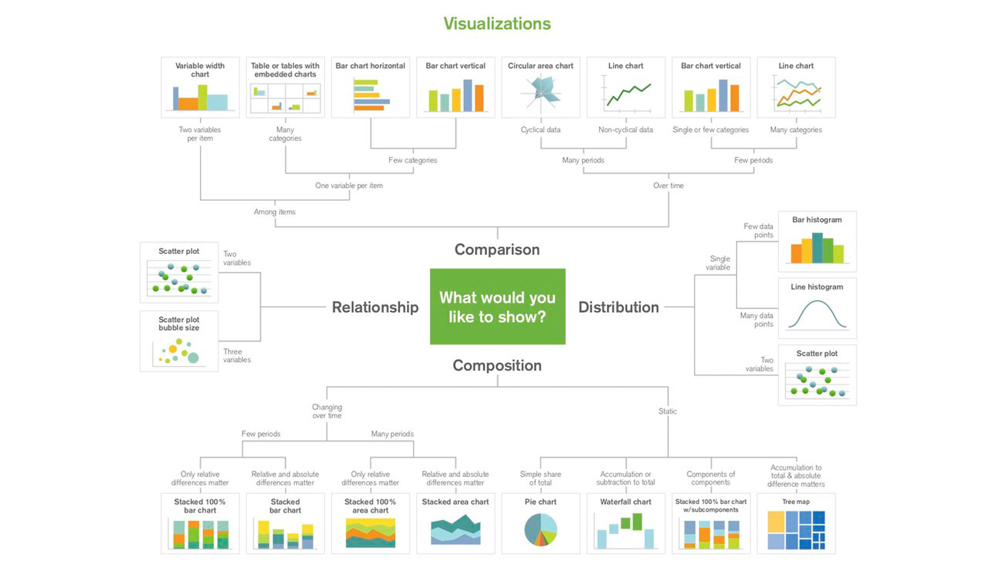 Visualizations
Variable width
chart
Table or tables with
embedded charts
Bar chart horizontal
Bar chart vertical
Circular area chart
Line chart
Bar chart vertical
Line chart
Two variables
per item
Many
categories
Cyclical data
Non-cyclical data
Single or few categories
Many categories
Few categories
Many periods
Few periods
One variable per item
Over time
Among items
Comparison
Scatter plot
Two
variables
Scatter plot
bubble size
Three
variables
Relationship
What would you
like to show?
Distribution
Single
variable
Few data
points
Bar histogram
Many data
points
Line histogram
Two
variables
Scatter plot
Composition
Changing
over time
Static
Few periods
Many periods
Only relative
differences matter
Relative and absolute
differences matter
Only relative
differences matter
Relative and absolute
differences matter
Simple share
of total
Accumulation or
subtraction to total
Components of
components
Accumulation to
total & absolute
difference matters
Stacked 100%
bar chart
Stacked
bar chart
Stacked 100%
area chart
Stacked area chart
Pie chart
Waterfall chart
Stacked 100% bar chart
w/subcomponents
Tree map